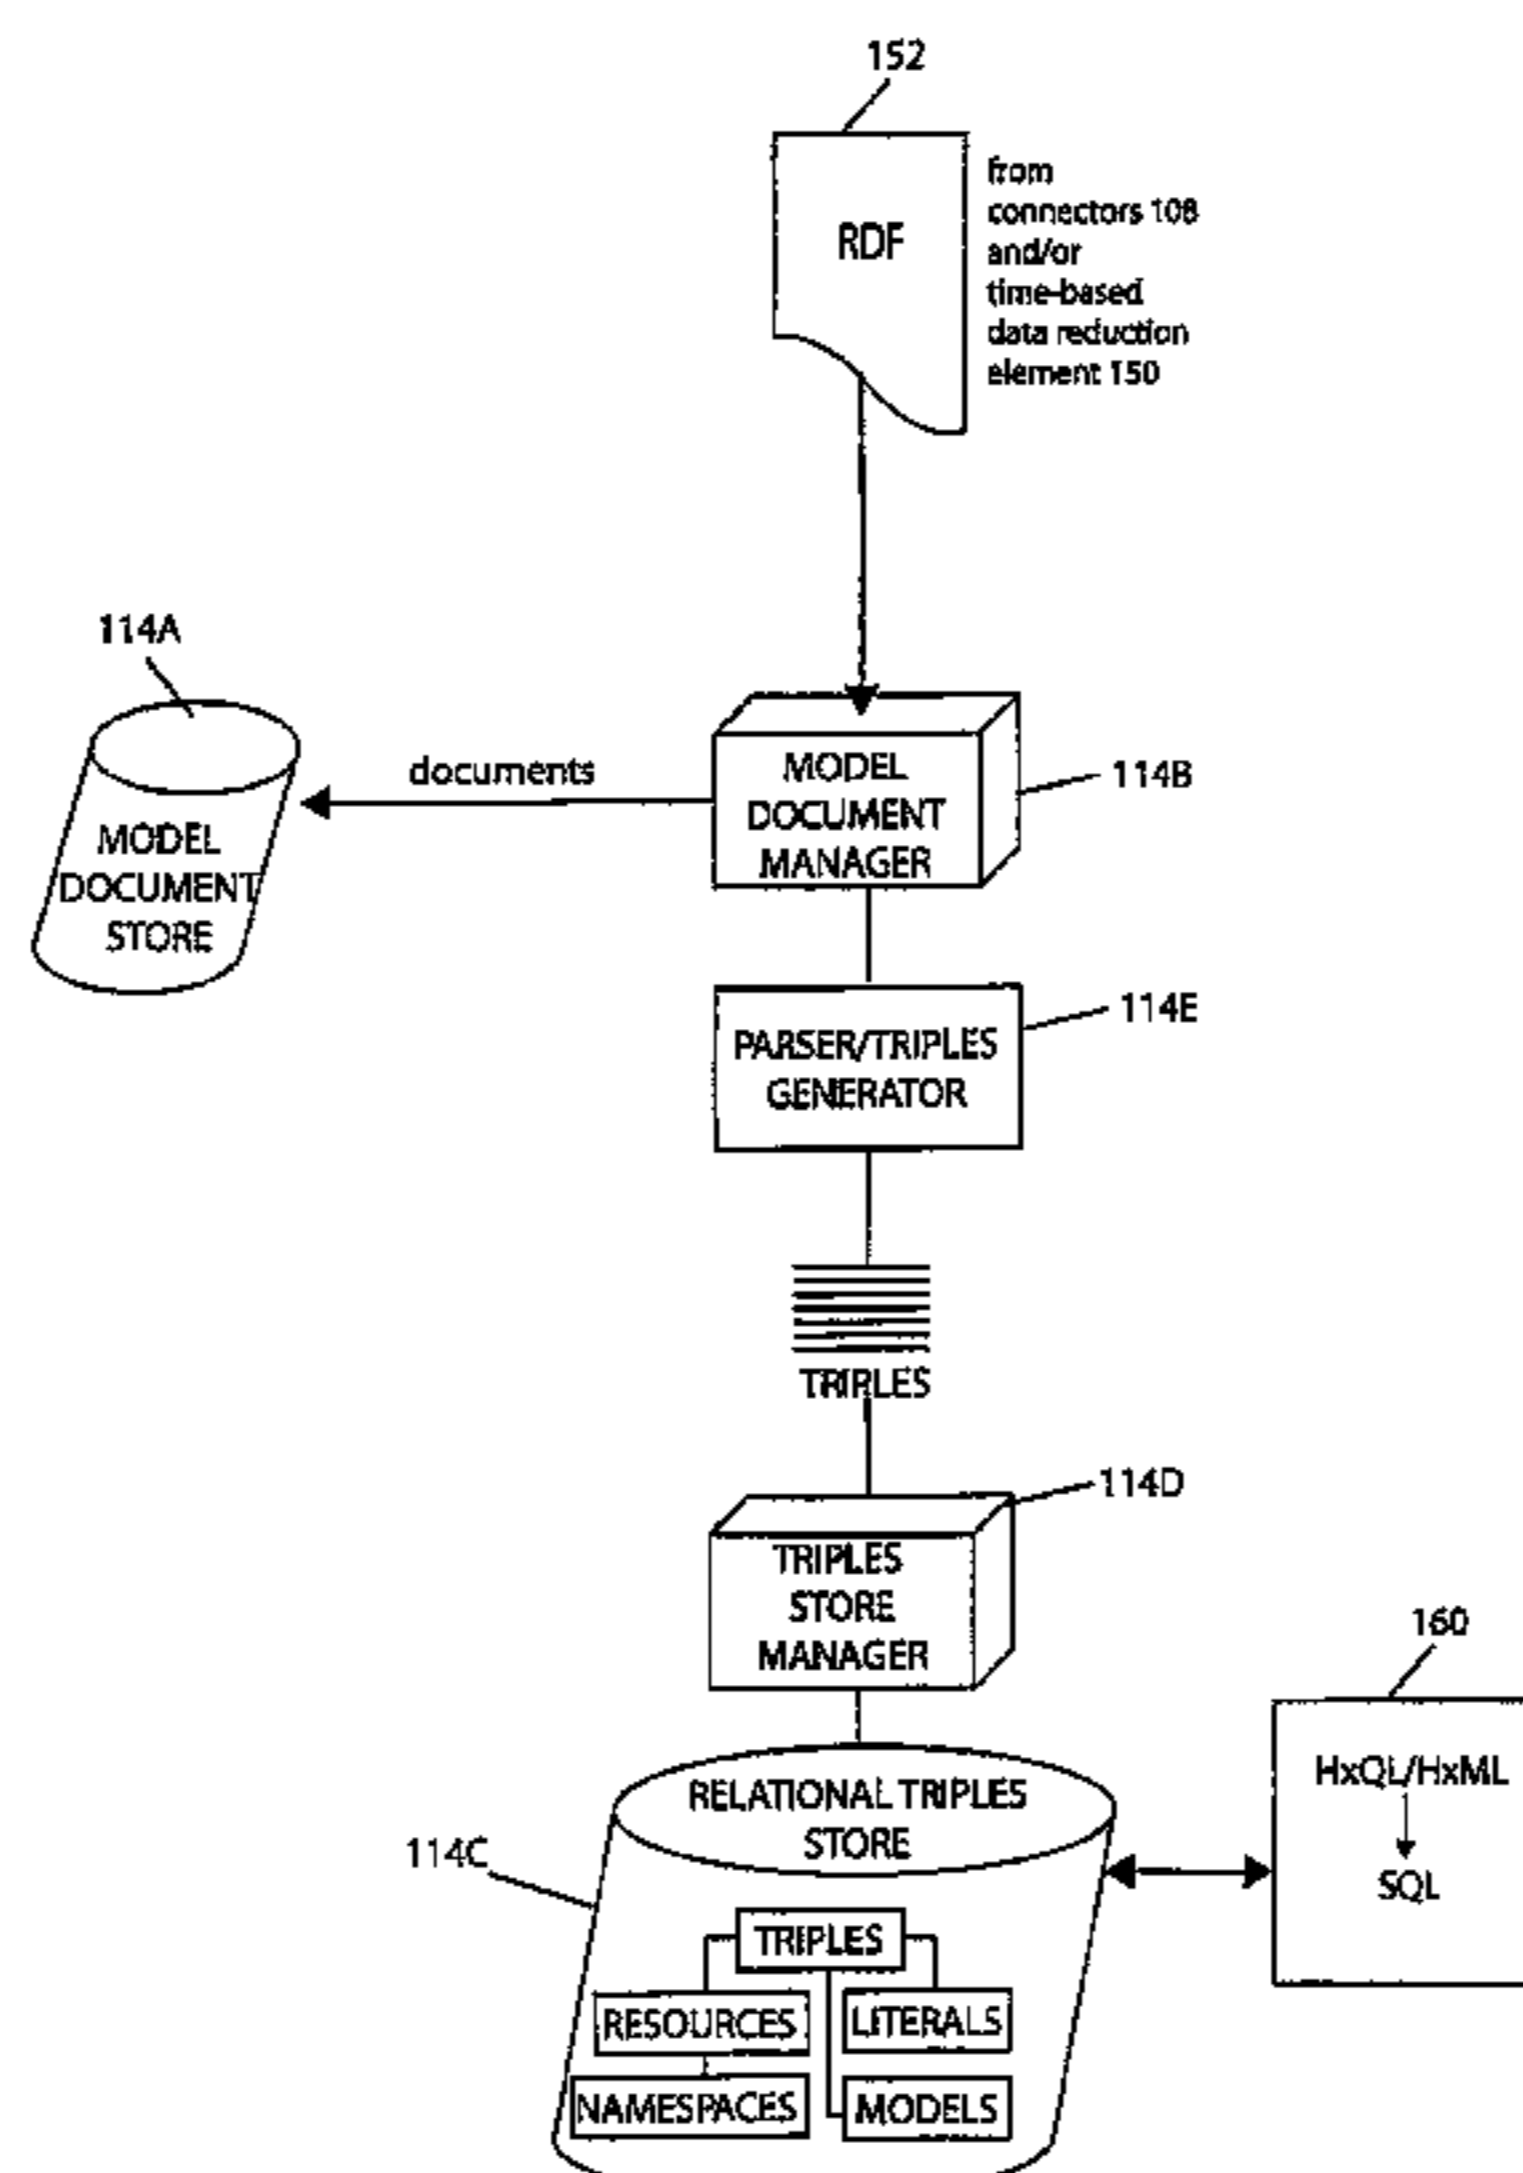 152
RDF
from
connectors 108
and/or
time-based
data reduction
element 150
114A
MODEL
DOCUMENT
STORE
documents
MODEL
DOCUMENT
MANAGER
114B
PARSER/TRIPLES
GENERATOR
114E
TRIPLES
114D
TRIPLES
STORE
MANAGER
160
HxQL/HxML
SQL
RELATIONAL TRIPLES
STORE
114C
TRIPLES
RESOURCES
LITERALS
NAMESPACES
MODELS